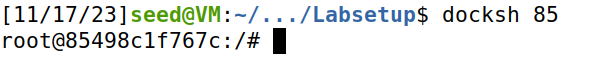 [11/17/23]seed@VM:~/.../Labsetup$ docksh 85
root@85498c1f767c:/#